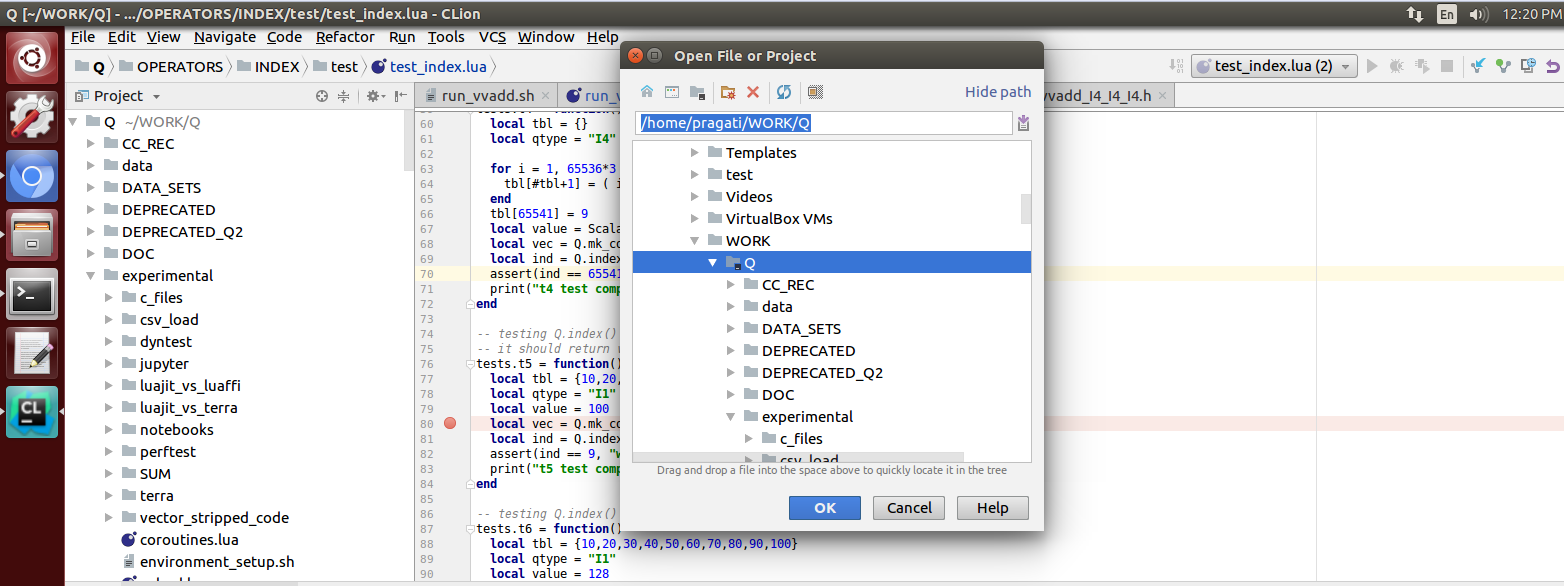 Q [~/WORK/Q] - .../OPERATORS/INDEX/test/test_index.lua - CLion
En
12:20 PM
File Edit View Navigate Code Refactor Run Tools VCS Window Help
Q OPERATORS INDEX test test_index.lua
test_index.lua (2)
Project
run_vvadd.sh
run_v
vvadd_I4_I4_I4.h
Q ~/WORK/Q
CC_REC
data
DATA_SETS
DEPRECATED
DEPRECATED_Q2
DOC
experimental
c_files
csv_load
dyntest
jupyter
luajit_vs_luaffi
luajit_vs_terra
notebooks
perftest
SUM
terra
vector_stripped_code
coroutines.lua
environment_setup.sh
60 local tbl = {}
61 local qtype = "I4"
62
63 for i = 1, 65536*3
64 tbl[#tbl+1] = ( i
65 end
66 tbl[65541] = 9
67 local value = Scala
68 local vec = Q.mk_co
69 local ind = Q.index
70 assert(ind == 65541
71 print("t4 test comp
72 end
73
74 -- testing Q.index()
75 -- it should return
76 tests.t5 = function()
77 local tbl = {10,20,
78 local qtype = "I1"
79 local value = 100
80 local vec = Q.mk_co
81 local ind = Q.index
82 assert(ind == 9, "w
83 print("t5 test comp
84 end
85
86 -- testing Q.index()
87 tests.t6 = function()
88 local tbl = {10,20,30,40,50,60,70,80,90,100}
89 local qtype = "I1"
90 local value = 128
CL
Open File or Project
Hide path
/home/pragati/WORK/Q
Templates
test
Videos
VirtualBox VMs
WORK
Q
CC_REC
data
DATA_SETS
DEPRECATED
DEPRECATED_Q2
DOC
experimental
c_files
csv_load
Drag and drop a file into the space above to quickly locate it in the tree
OK
Cancel
Help